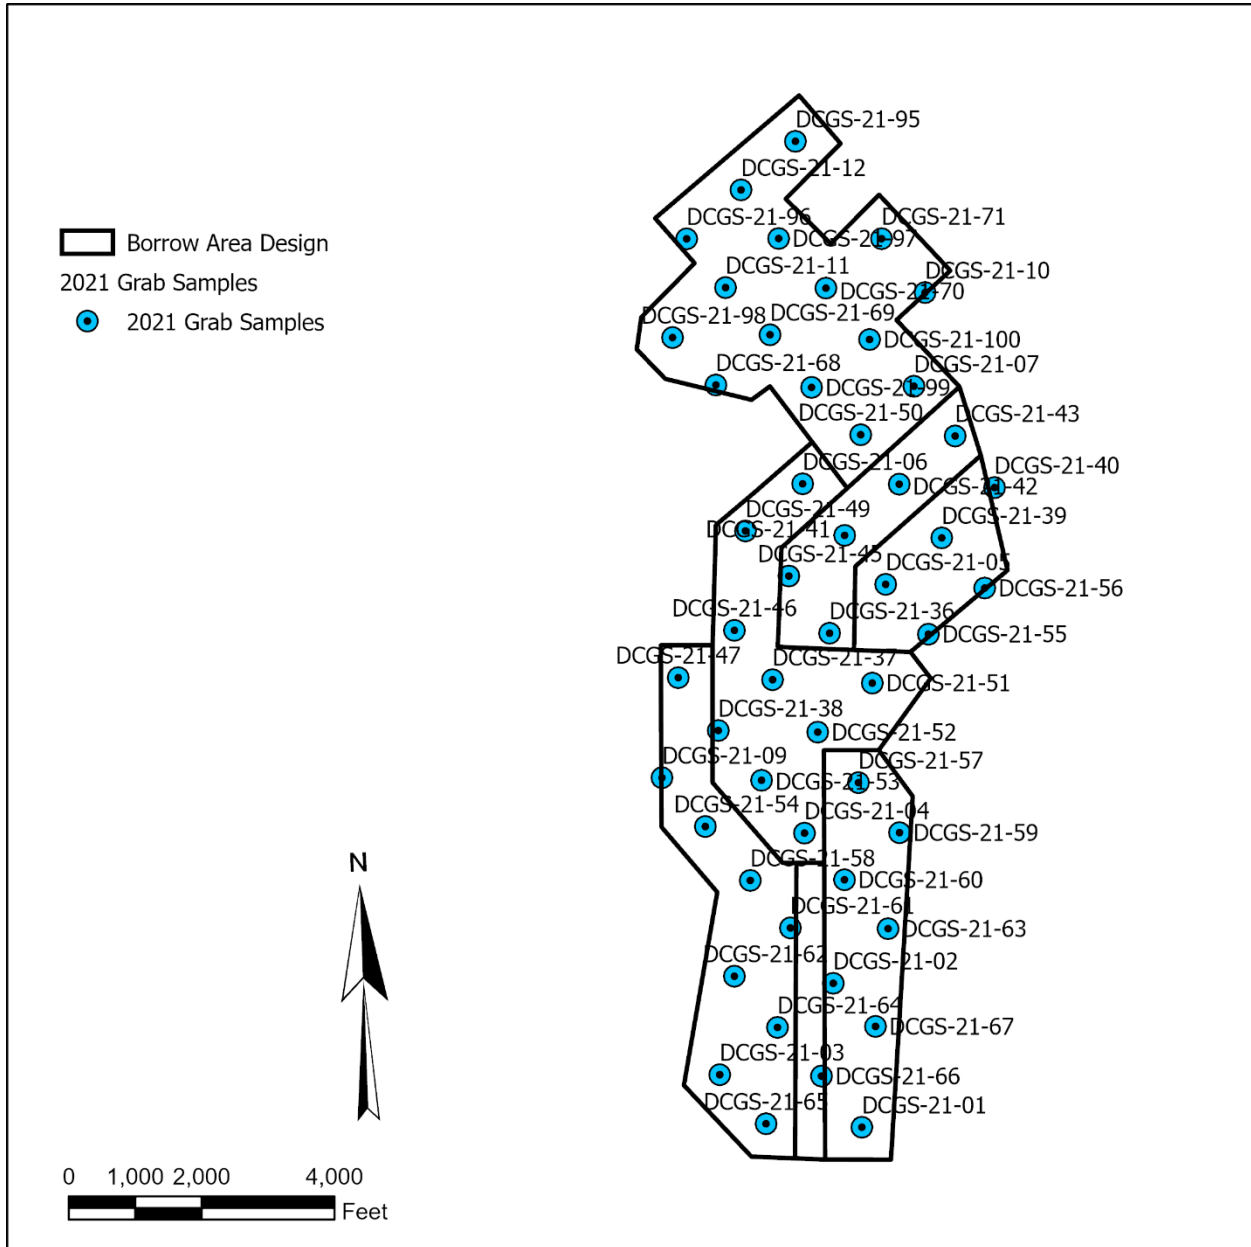 DCGS-21-95
DCGS-21-12
DCGS-21-96
DCGS-21-97
DCGS-21-71
Borrow Area Design
2021 Grab Samples
2021 Grab Samples
DCGS-21-11
DCGS-21-70
DCGS-21-10
DCGS-21-98
DCGS-21-69
DCGS-21-100
DCGS-21-68
DCGS-21-99
DCGS-21-07
DCGS-21-50
DCGS-21-43
DCGS-21-06
DCGS-21-42
DCGS-21-40
DCGS-21-49
DCGS-21-41
DCGS-21-39
DCGS-21-45
DCGS-21-05
DCGS-21-56
DCGS-21-46
DCGS-21-36
DCGS-21-55
DCGS-21-47
DCGS-21-37
DCGS-21-51
DCGS-21-38
DCGS-21-52
DCGS-21-09
DCGS-21-53
DCGS-21-57
DCGS-21-54
DCGS-21-04
DCGS-21-59
DCGS-21-58
DCGS-21-60
DCGS-21-61
DCGS-21-63
DCGS-21-62
DCGS-21-02
DCGS-21-64
DCGS-21-67
DCGS-21-03
DCGS-21-66
DCGS-21-65
DCGS-21-01
N
0 1,000 2,000 4,000
Feet